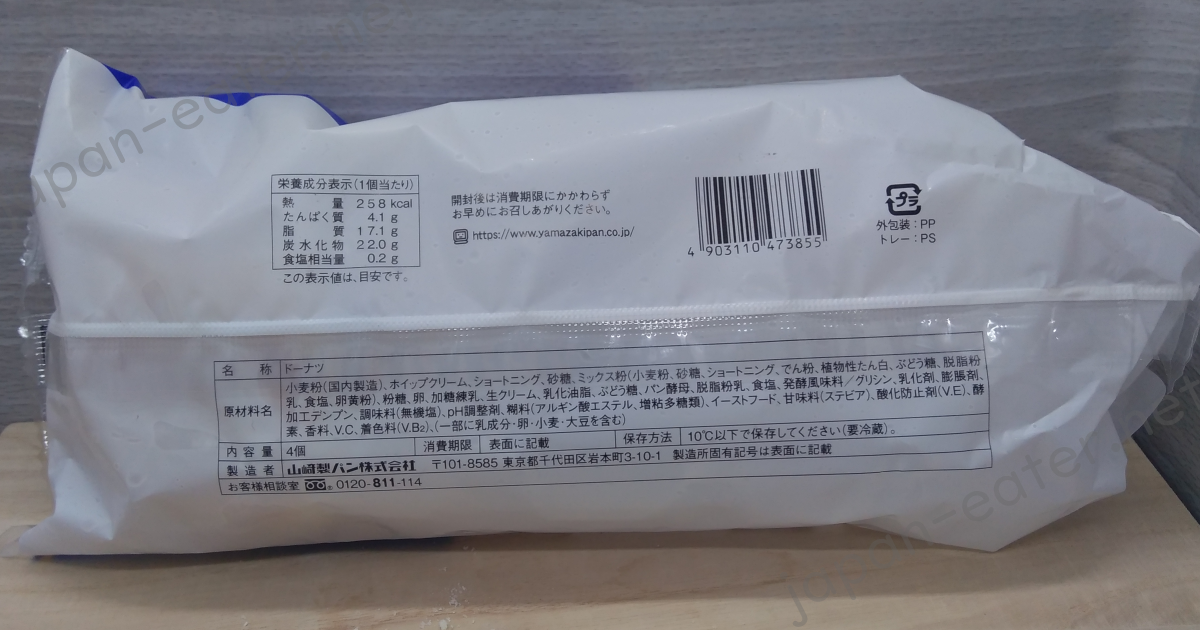 栄養成分表示(1個当たり)
熱量 258 kcal
たんぱく質 4.1 g
脂質 17.1 g
炭水化物 22.0 g
食塩相当量 0.2 g
この表示値は、目安です。
開封後は消費期限にかかわらず
お早めにお召しあがりください。
https://www.yamazakipan.co.jp/
4 903110 473855
プラ
外包装:PP
トレー:PS
名称 ドーナツ
原材料名 小麦粉(国内製造)、ホイップクリーム、ショートニング、砂糖、ミックス粉(小麦粉、砂糖、ショートニング、でん粉、植物性たん白、ぶどう糖、脱脂粉
乳、食塩、卵黄粉)、粉糖、卵、加糖練乳、生クリーム、乳化油脂、ぶどう糖、パン酵母、脱脂粉乳、食塩、発酵風味料/グリシン、乳化剤、膨脹剤、
加工デンプン、調味料(無機塩)、pH調整剤、糊料(アルギン酸エステル、増粘多糖類)、イーストフード、甘味料(ステビア)、酸化防止剤(V.E)、酵
素、香料、V.C、着色料(V.B₂)、(一部に乳成分・卵・小麦・大豆を含む)
内容量 4個 消費期限 表面に記載 保存方法 10℃以下で保存してください(要冷蔵)。
製造者 山崎製パン株式会社 〒101-8585 東京都千代田区岩本町3-10-1 製造所固有記号は表面に記載
お客様相談室 0120-811-114
japan-eater
japan-eater